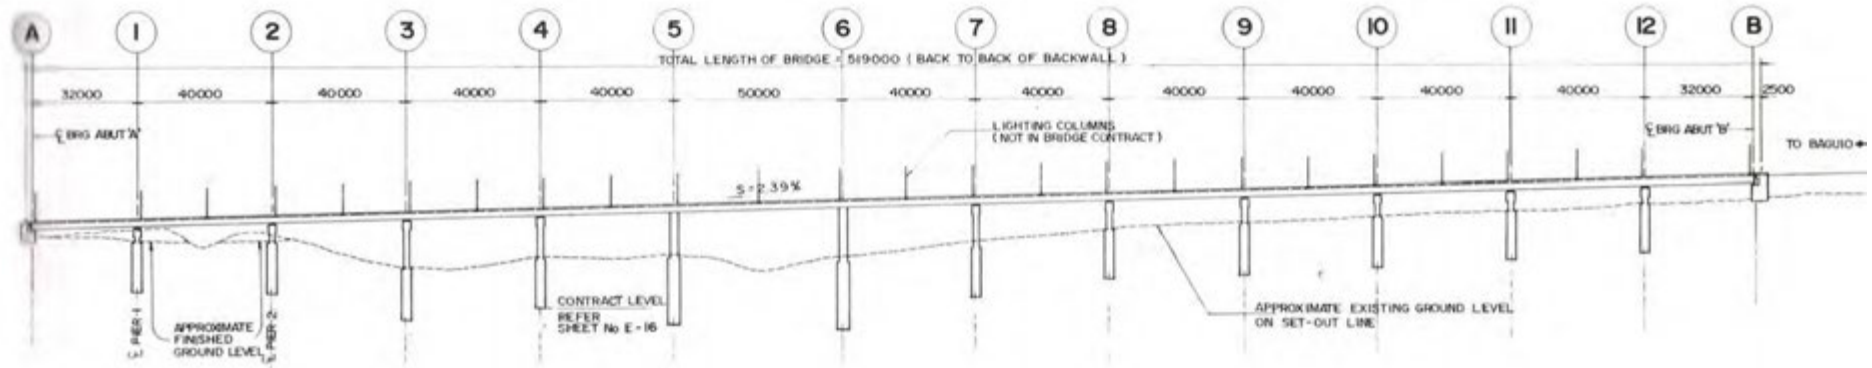 A 1 2 3 4 5 6 7 8 9 10 11 12 B
TOTAL LENGTH OF BRIDGE = 519000 ( BACK TO BACK OF BACKWALL )
32000 40000 40000 40000 40000 50000 40000 40000 40000 40000 40000 40000 32000 2500
℄ BRG ABUT 'A'
LIGHTING COLUMNS
(NOT IN BRIDGE CONTRACT)
℄ BRG ABUT 'B'
TO BAGUIO
S = 2.39%
CONTRACT LEVEL
REFER
SHEET No E-16
APPROXIMATE EXISTING GROUND LEVEL
ON SET-OUT LINE
℄ PIER-1
APPROXIMATE
FINISHED
GROUND LEVEL
℄ PIER-2